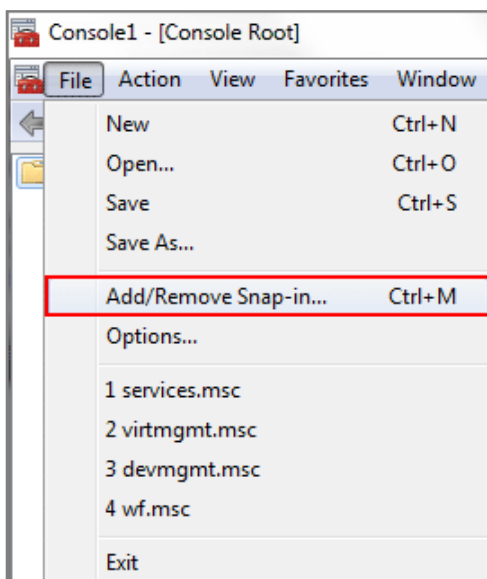 Console1 - [Console Root]
File Action View Favorites Window
New Ctrl+N
Open... Ctrl+O
Save Ctrl+S
Save As...
Add/Remove Snap-in... Ctrl+M
Options...
1 services.msc
2 virtmgmt.msc
3 devmgmt.msc
4 wf.msc
Exit